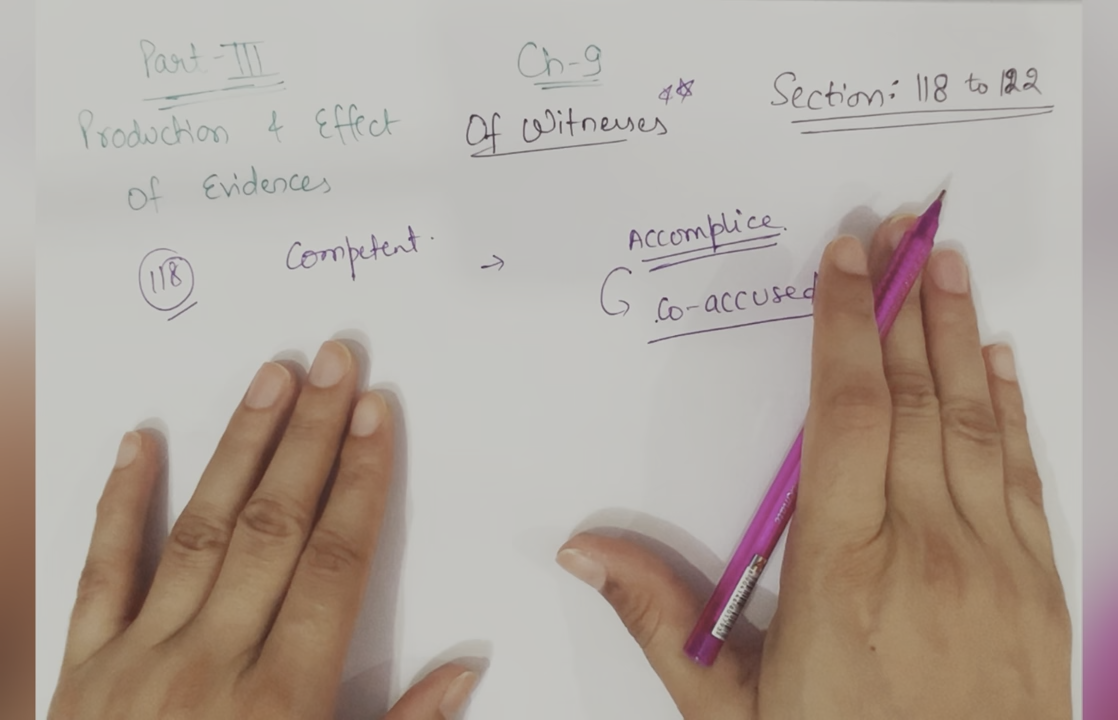 Part-III
Production & Effect
of Evidences
Ch-9
Of Witnesses **
Section: 118 to 122
118 Competent. → Accomplice.
Co-accused